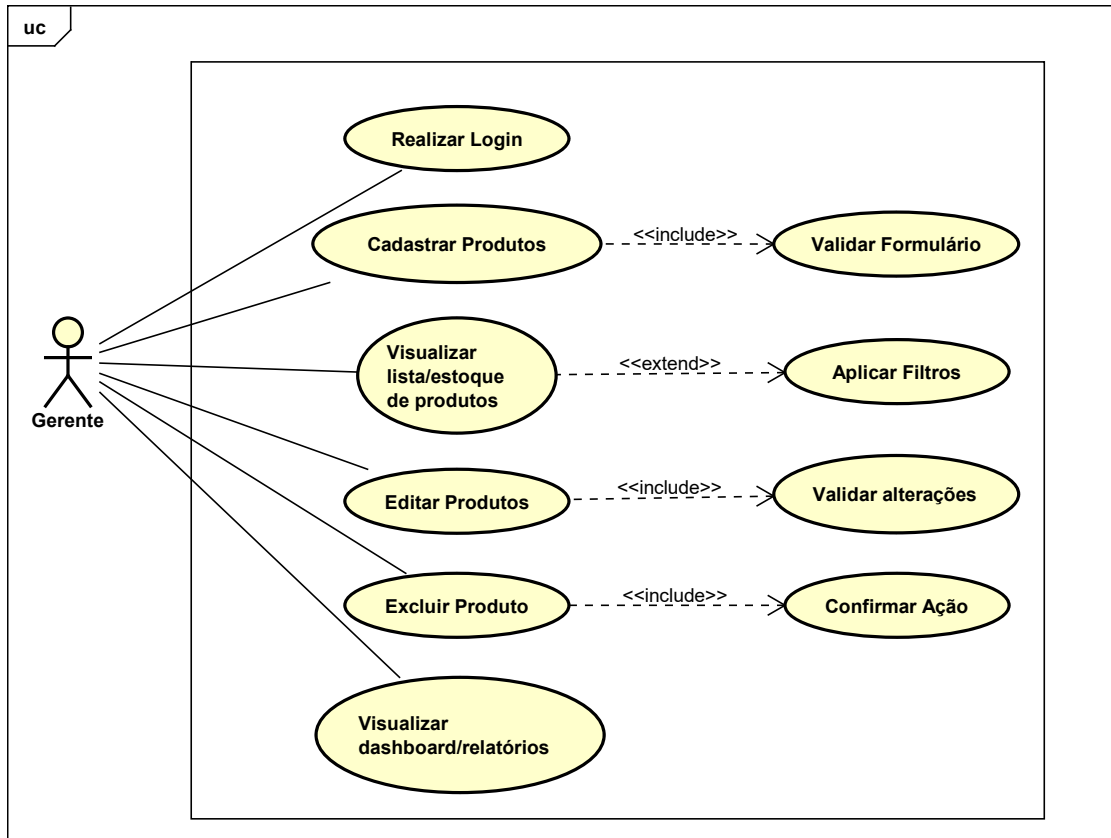 uc
Realizar Login
Cadastrar Produtos
<<include>>
Validar Formulário
Visualizar
lista/estoque
de produtos
<<extend>>
Aplicar Filtros
Gerente
Editar Produtos
<<include>>
Validar alterações
Excluir Produto
<<include>>
Confirmar Ação
Visualizar
dashboard/relatórios